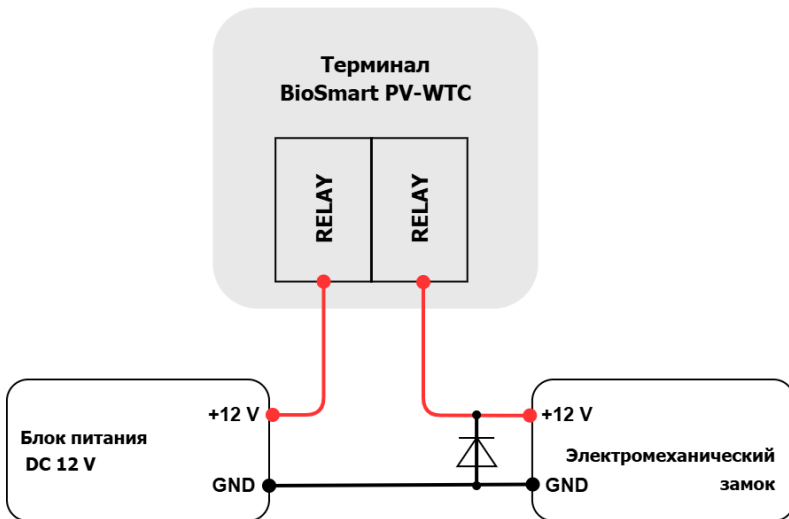 Терминал
BioSmart PV-WTC
RELAY
RELAY
+12 V
Блок питания
DC 12 V
GND
+12 V
Электромеханический
замок
GND